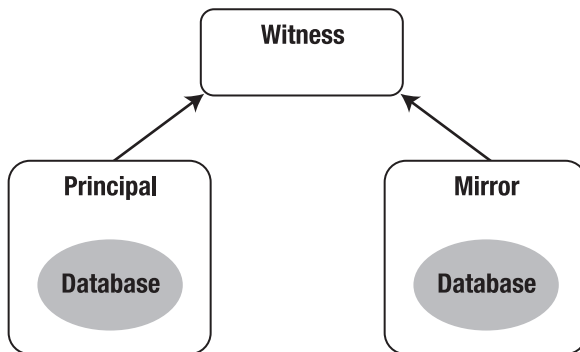 Witness
Principal
Mirror
Database
Database